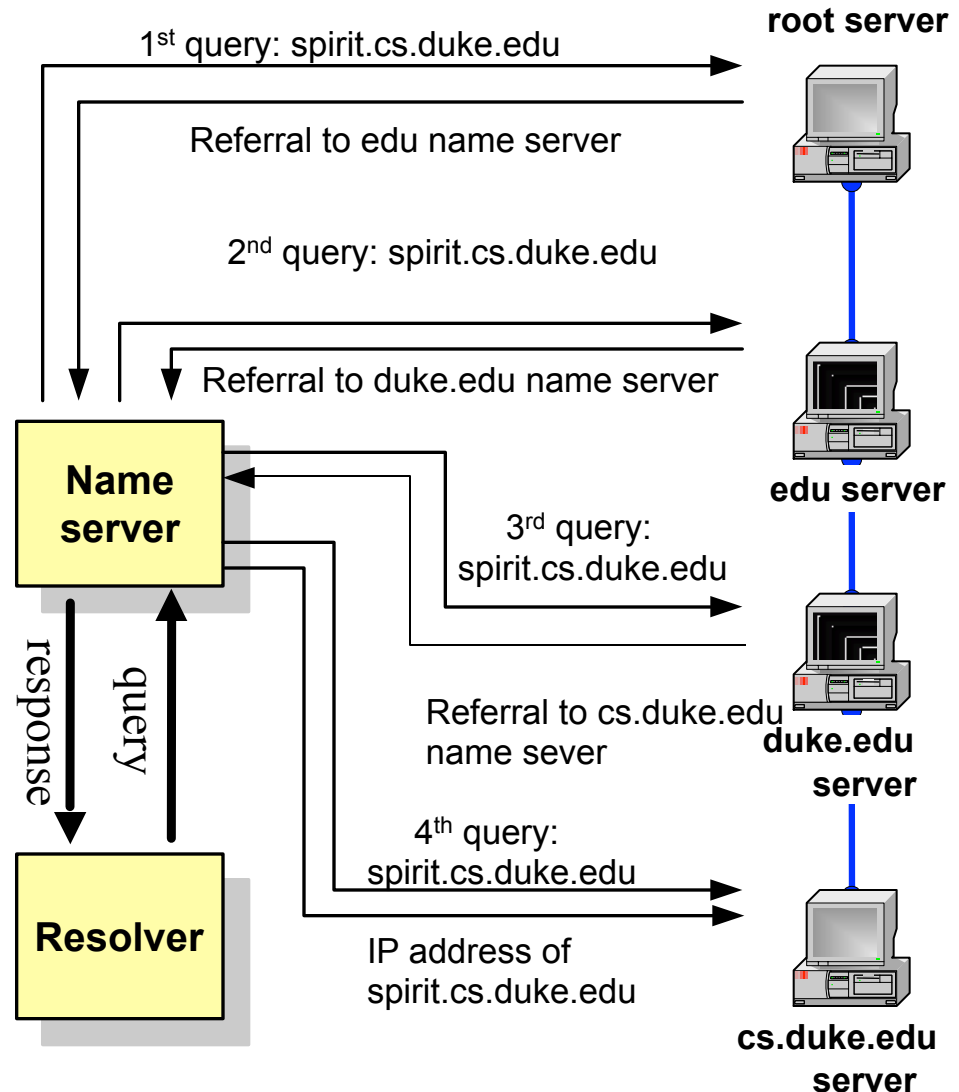 root server
1st query: spirit.cs.duke.edu
Referral to edu name server
2nd query: spirit.cs.duke.edu
Referral to duke.edu name server
edu server
Name
server
3rd query:
spirit.cs.duke.edu
response
query
Referral to cs.duke.edu
name sever
duke.edu
server
4th query:
spirit.cs.duke.edu
Resolver
IP address of
spirit.cs.duke.edu
cs.duke.edu
server